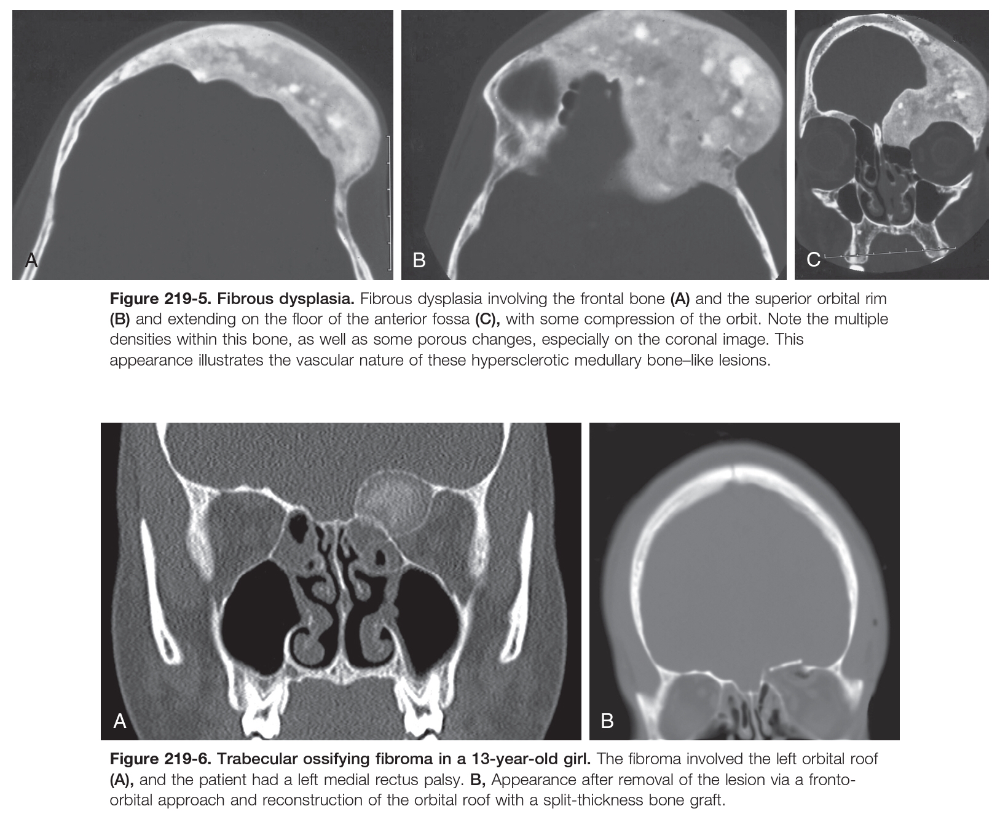 A
B
C
Figure 219-5. Fibrous dysplasia. Fibrous dysplasia involving the frontal bone (A) and the superior orbital rim
(B) and extending on the floor of the anterior fossa (C), with some compression of the orbit. Note the multiple
densities within this bone, as well as some porous changes, especially on the coronal image. This
appearance illustrates the vascular nature of these hypersclerotic medullary bone–like lesions.
A
B
Figure 219-6. Trabecular ossifying fibroma in a 13-year-old girl. The fibroma involved the left orbital roof
(A), and the patient had a left medial rectus palsy. B, Appearance after removal of the lesion via a fronto-
orbital approach and reconstruction of the orbital roof with a split-thickness bone graft.